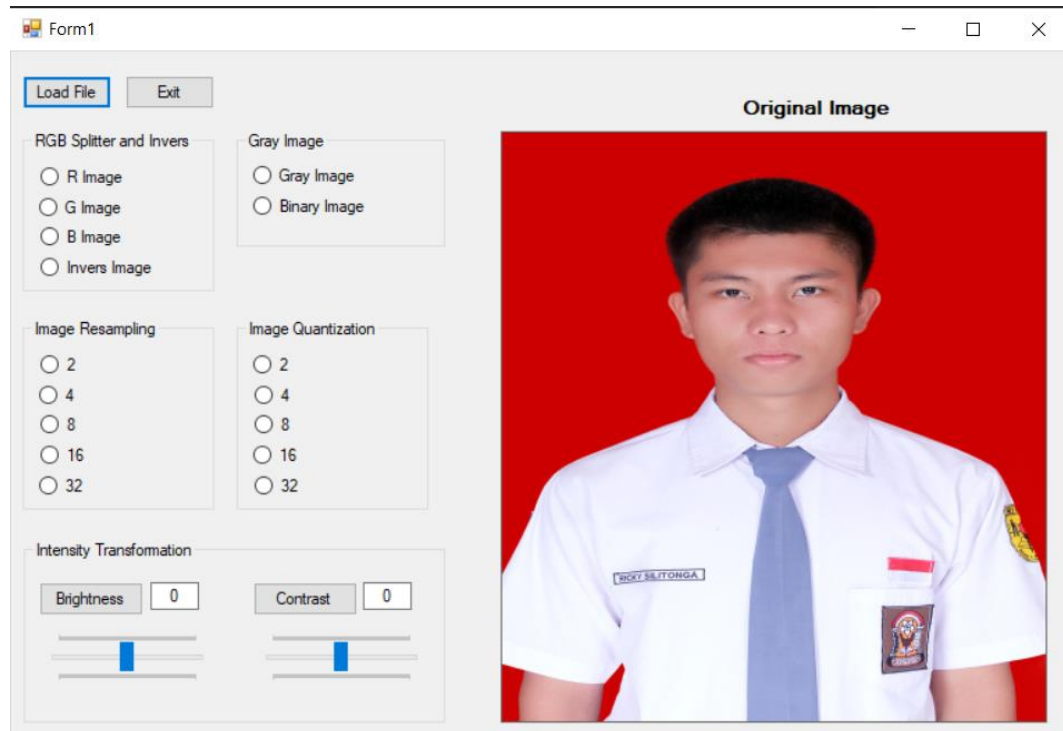 Form1
Load File Exit
Original Image
RGB Splitter and Invers
R Image
G Image
B Image
Invers Image
Gray Image
Gray Image
Binary Image
Image Resampling
2
4
8
16
32
Image Quantization
2
4
8
16
32
Intensity Transformation
Brightness 0
Contrast 0
RICKY SILITONGA